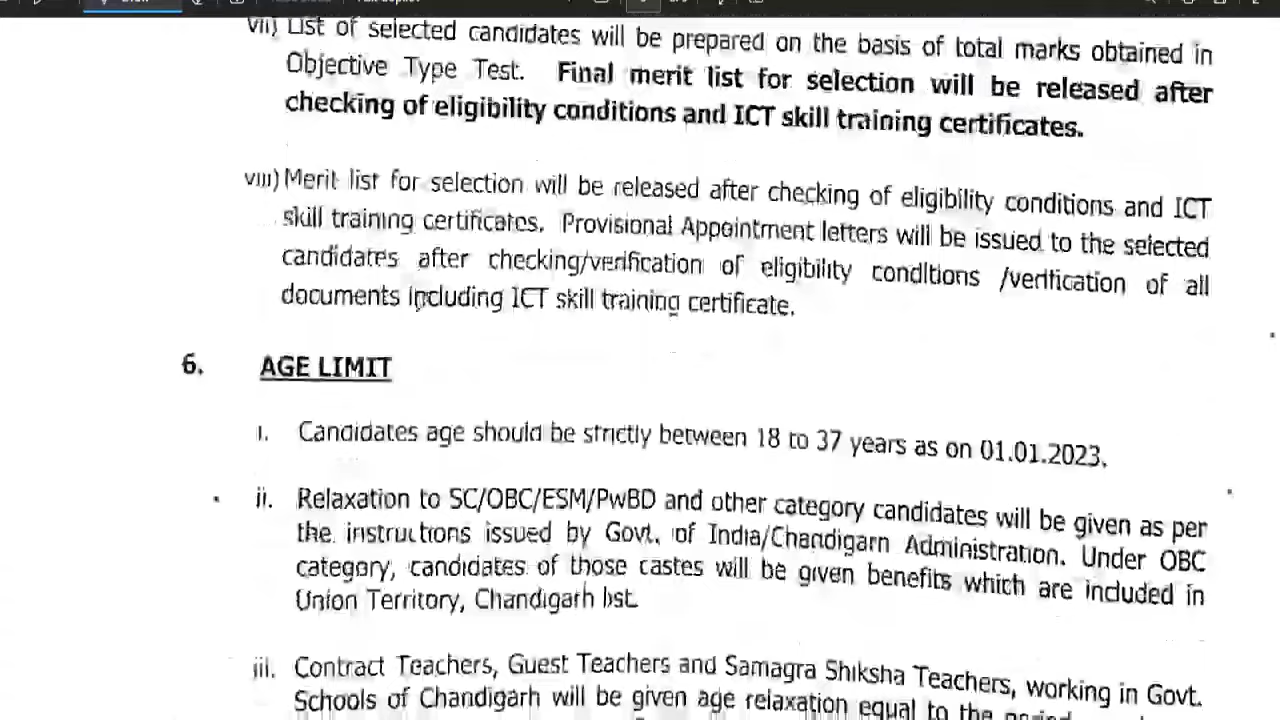 vii) List of selected candidates will be prepared on the basis of total marks obtained in
Objective Type Test. Final merit list for selection will be released after
checking of eligibility conditions and ICT skill training certificates.
viii) Merit list for selection will be released after checking of eligibility conditions and ICT
skill training certificates. Provisional Appointment letters will be issued to the selected
candidates after checking/verification of eligibility conditions /verification of all
documents including ICT skill training certificate.
6. AGE LIMIT
i. Candidates age should be strictly between 18 to 37 years as on 01.01.2023.
ii. Relaxation to SC/OBC/ESM/PwBD and other category candidates will be given as per
the instructions issued by Govt. of India/Chandigarh Administration. Under OBC
category, candidates of those castes will be given benefits which are included in
Union Territory, Chandigarh list.
iii. Contract Teachers, Guest Teachers and Samagra Shiksha Teachers, working in Govt.
Schools of Chandigarh will be given age relaxation equal to the period